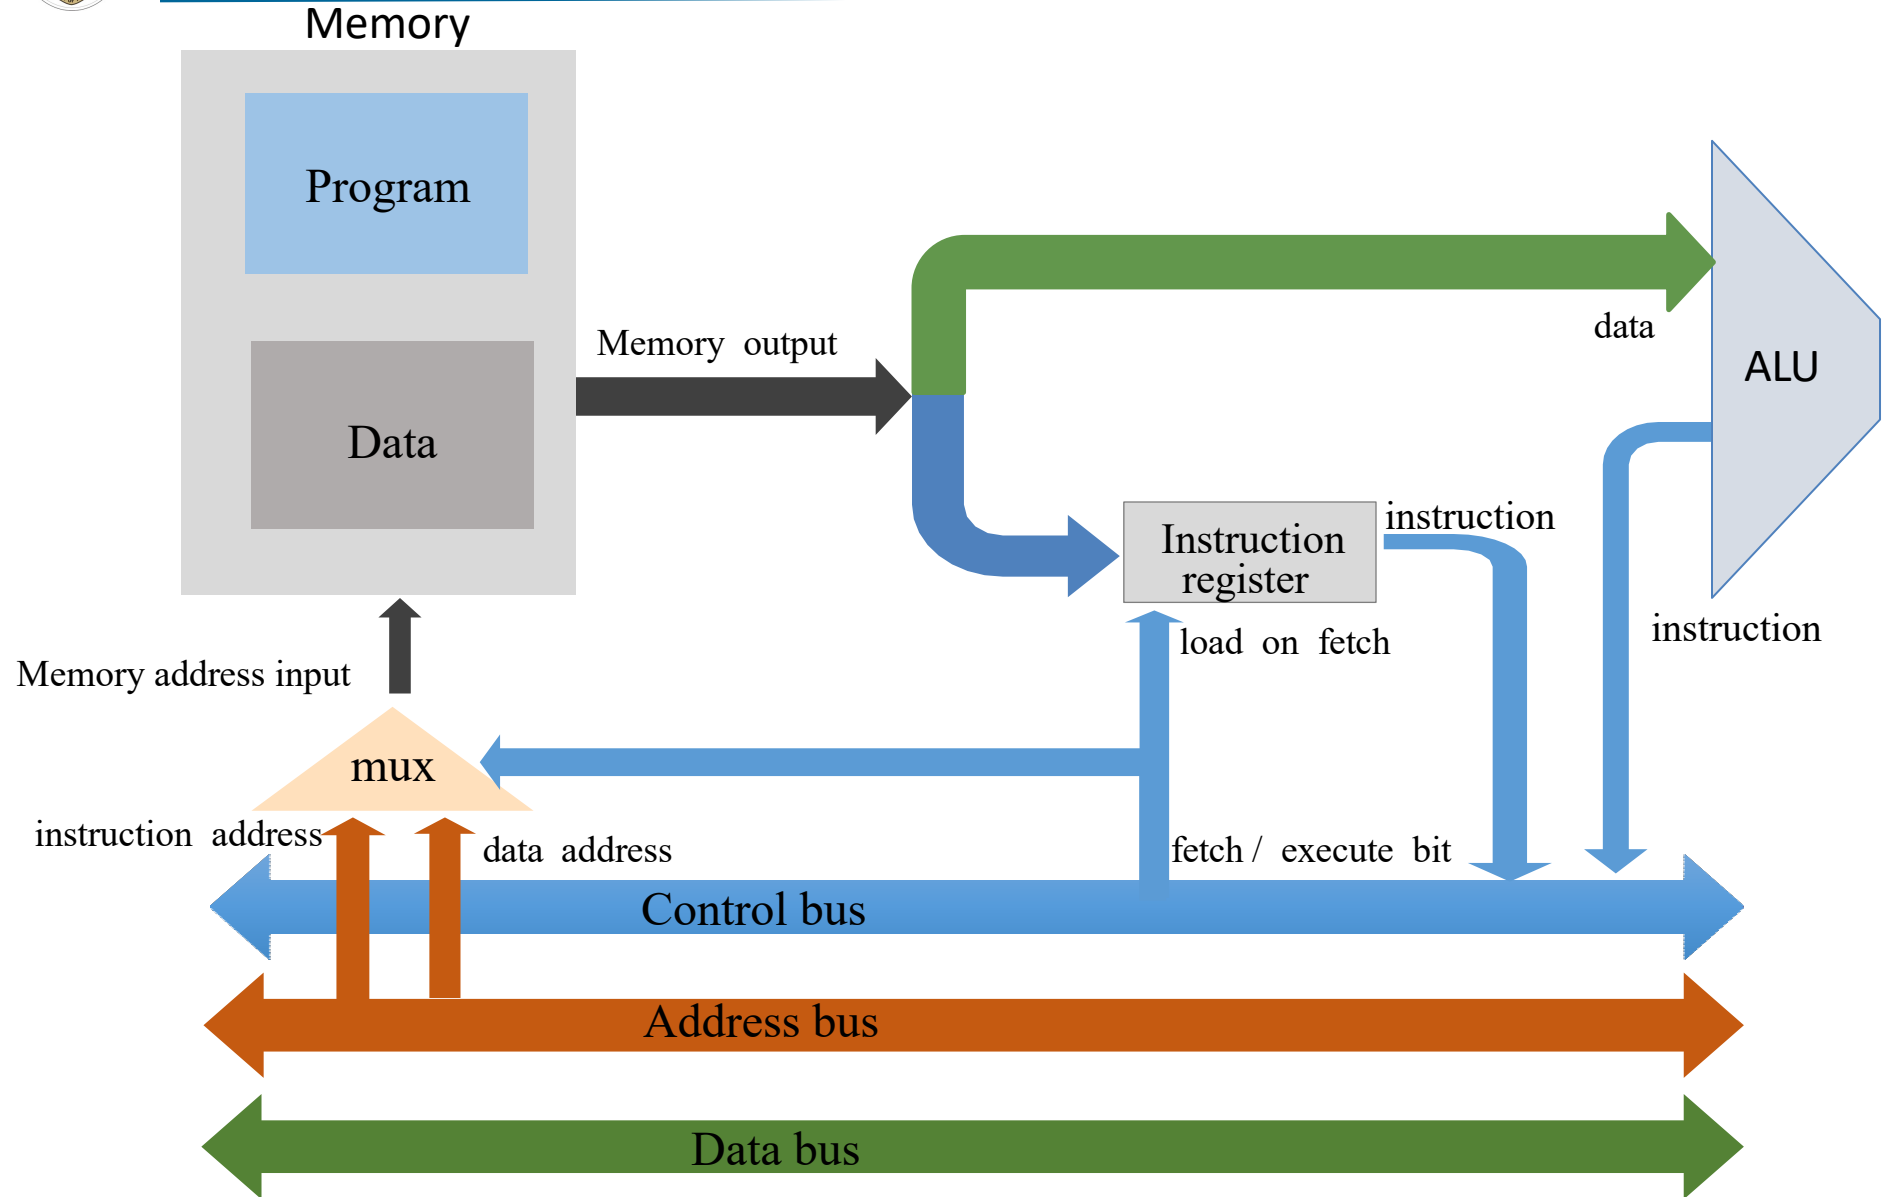 Memory
Program
Memory output
data
ALU
Data
instruction
Instruction
register
load on fetch
instruction
Memory address input
mux
instruction address
data address
fetch / execute bit
Control bus
Address bus
Data bus